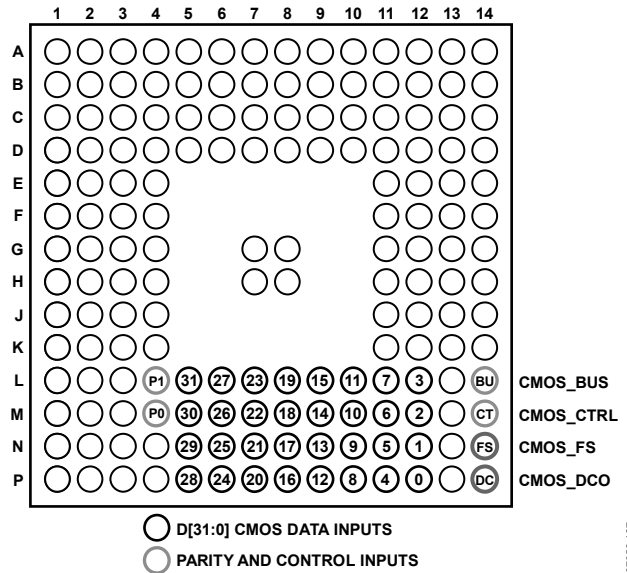 1 2 3 4 5 6 7 8 9 10 11 12 13 14
A
B
C
D
E
F
G
H
J
K
L P1 31 27 23 19 15 11 7 3 BU CMOS_BUS
M P0 30 26 22 18 14 10 6 2 CT CMOS_CTRL
N 29 25 21 17 13 9 5 1 FS CMOS_FS
P 28 24 20 16 12 8 4 0 DC CMOS_DCO
D[31:0] CMOS DATA INPUTS
PARITY AND CONTROL INPUTS